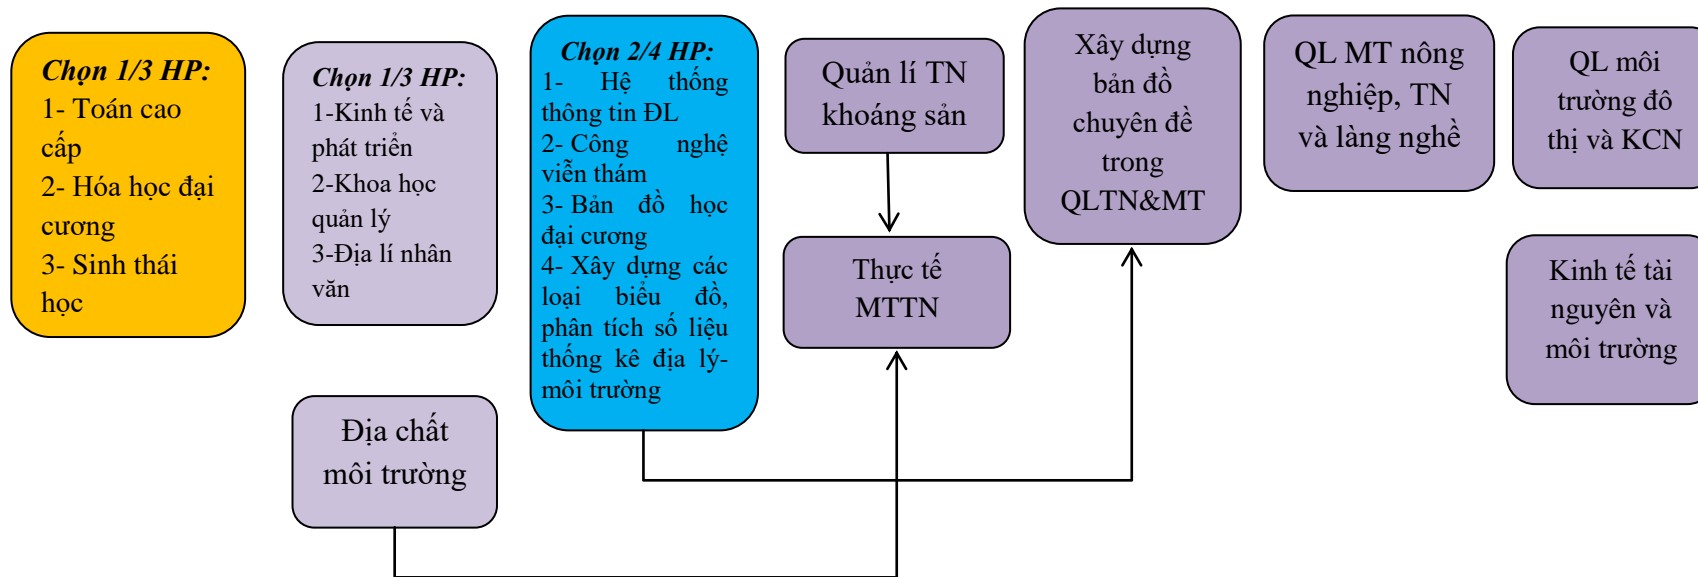 Chọn 1/3 HP:
1- Toán cao
cấp
2- Hóa học đại
cương
3- Sinh thái
học
Chọn 1/3 HP:
1-Kinh tế và
phát triển
2-Khoa học
quản lý
3-Địa lí nhân
văn
Địa chất
môi trường
Chọn 2/4 HP:
1- Hệ thống
thông tin ĐL
2- Công nghệ
viễn thám
3- Bản đồ học
đại cương
4- Xây dựng các
loại biểu đồ,
phân tích số liệu
thống kê địa lý-
môi trường
Quản lí TN
khoáng sản
Thực tế
MTTN
Xây dựng
bản đồ
chuyên đề
trong
QLTN&MT
QL MT nông
nghiệp, TN
và làng nghề
QL môi
trường đô
thị và KCN
Kinh tế tài
nguyên và
môi trường